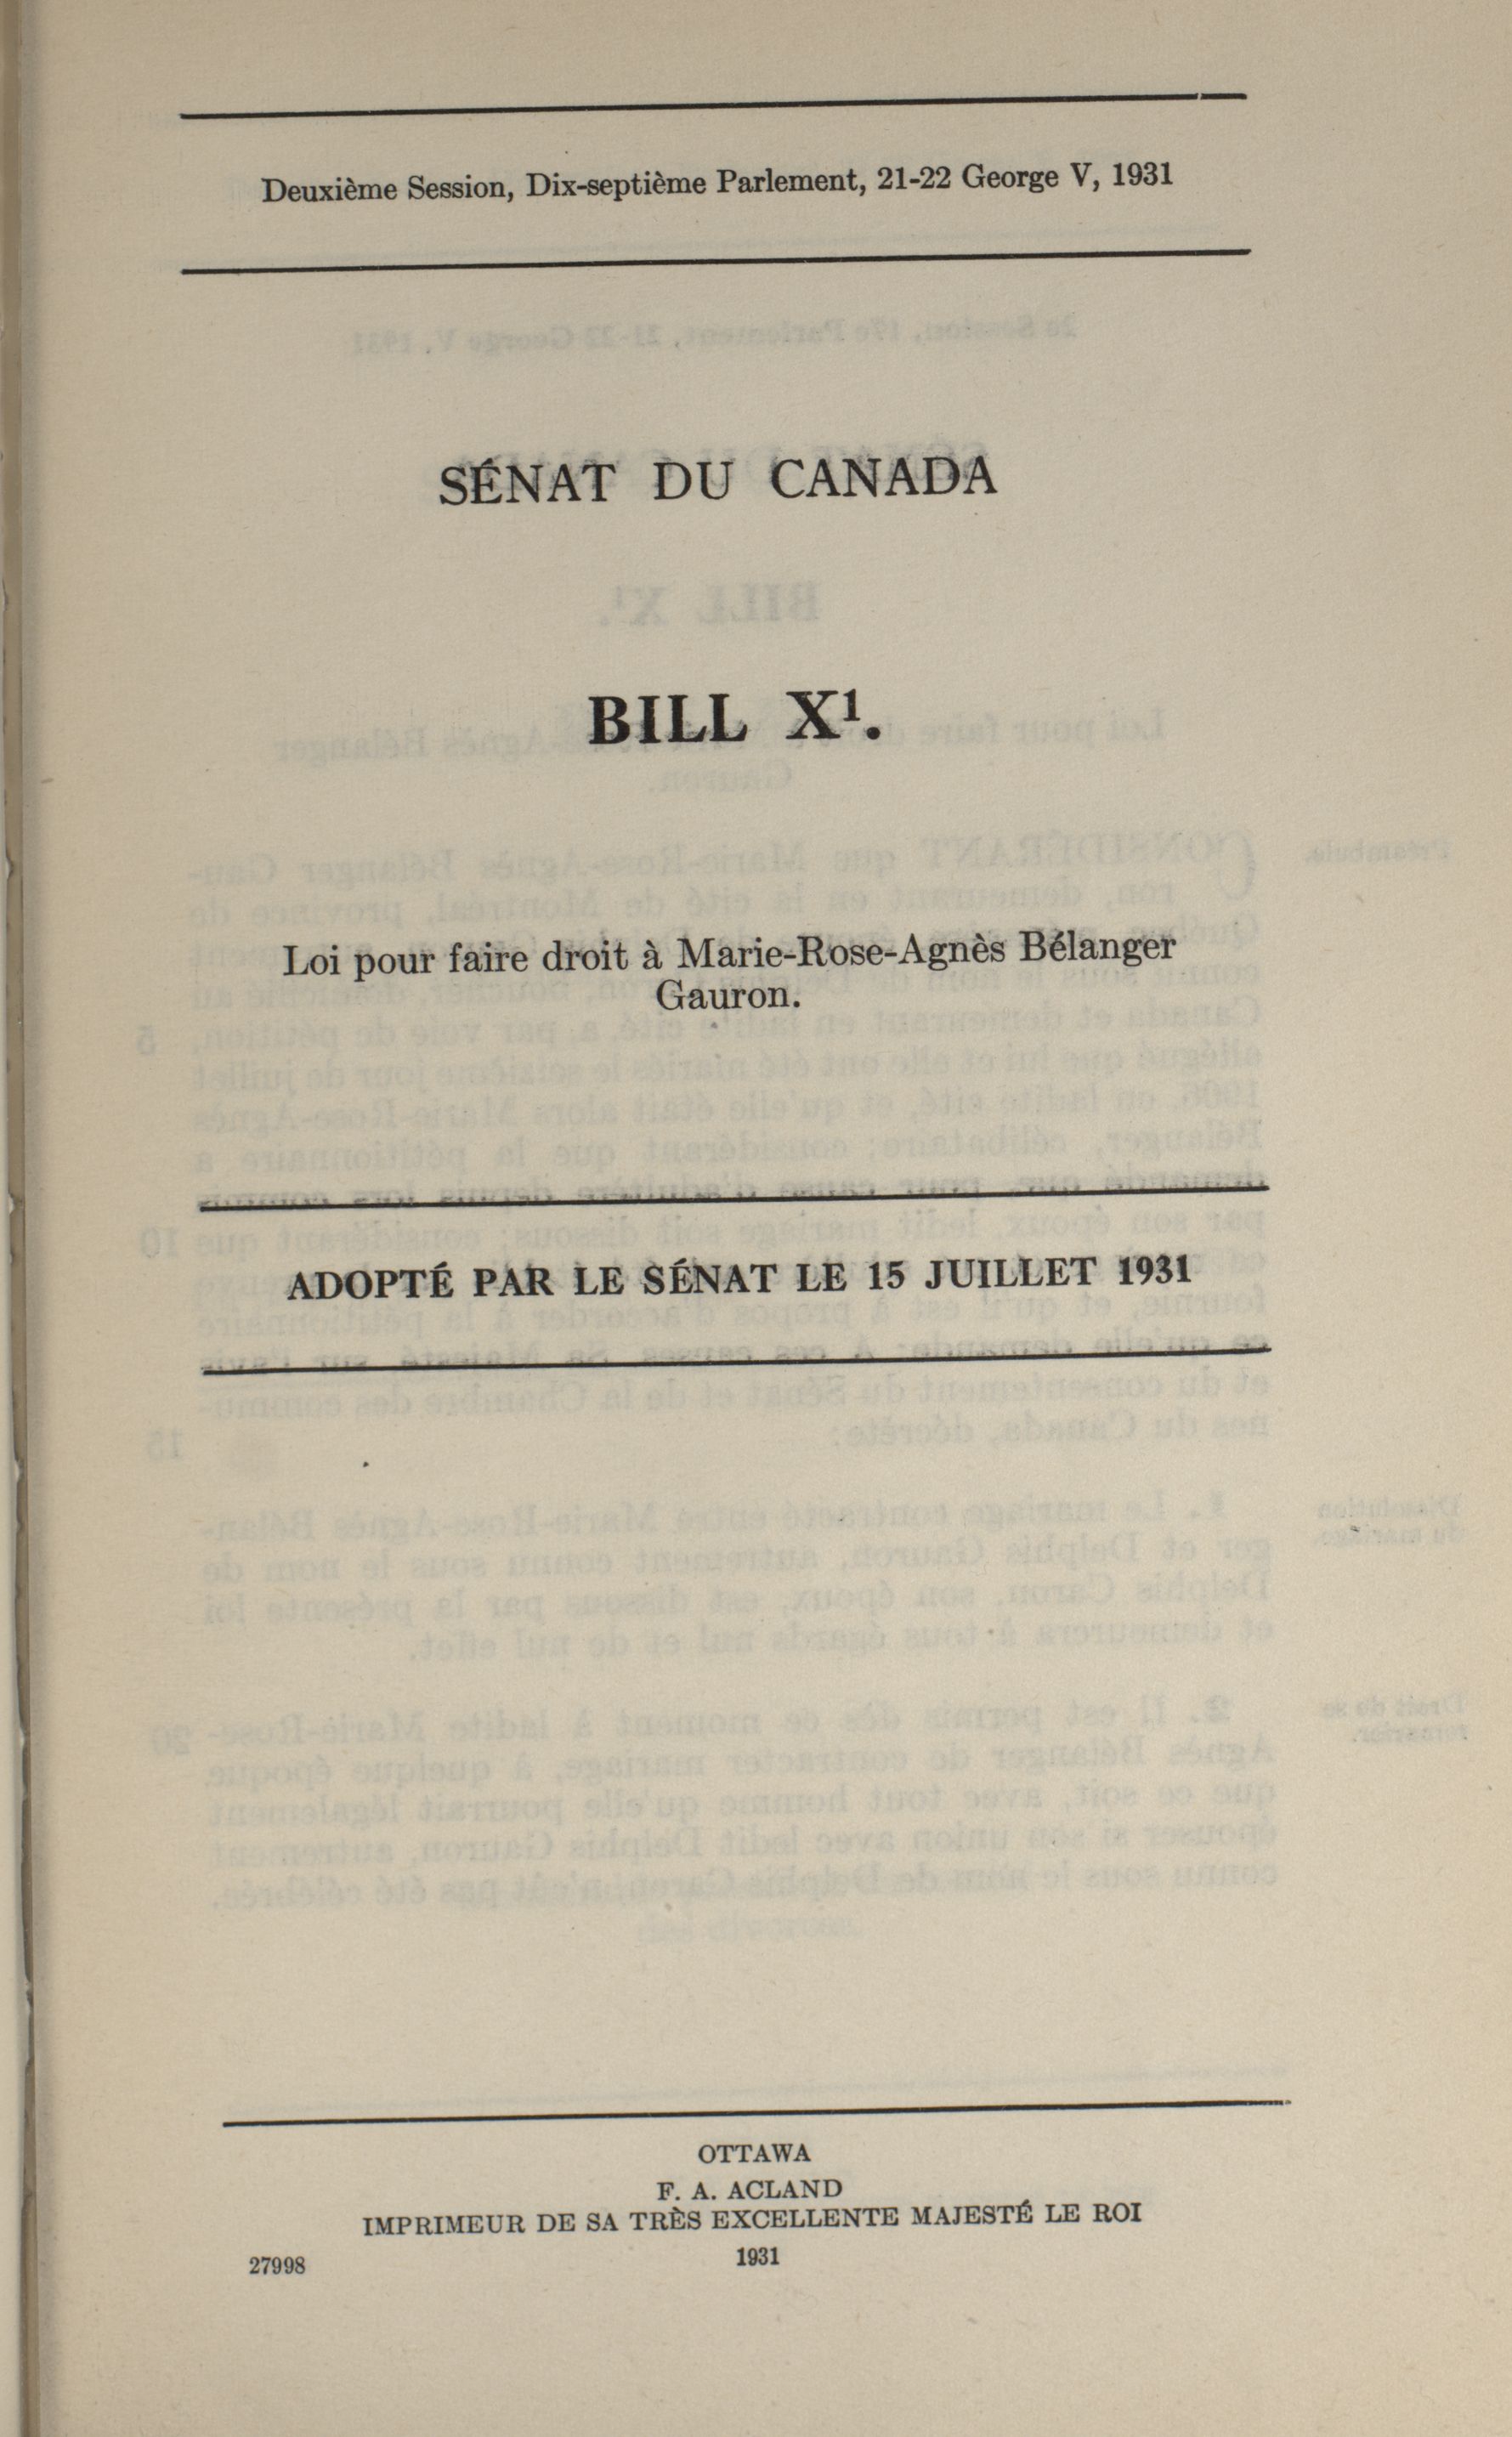 Deuxième Session, Dix-septième Parlement, 21-22 George V, 1931
SÉNAT DU CANADA
BILL X¹.
Loi pour faire droit à Marie-Rose-Agnès Bélanger
Gauron.
ADOPTÉ PAR LE SÉNAT LE 15 JUILLET 1931
OTTAWA
F. A. ACLAND
IMPRIMEUR DE SA TRÈS EXCELLENTE MAJESTÉ LE ROI
27998 1931